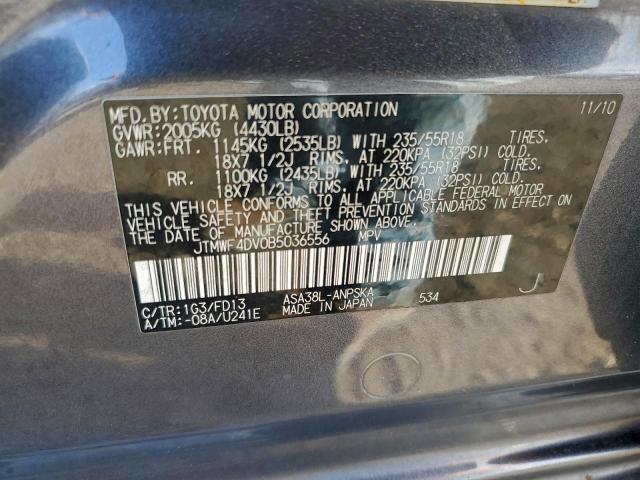 MFD.BY:TOYOTA MOTOR CORPORATION 11/10
GVWR:2005KG (4430LB)
GAWR:FRT. 1145KG (2535LB) WITH 235/55R18 TIRES.
18X7 1/2J RIMS. AT 220KPA (32PSI) COLD.
RR. 1100KG (2435LB) WITH 235/55R18 TIRES.
18X7 1/2J RIMS. AT 220KPA (32PSI) COLD.
THIS VEHICLE CONFORMS TO ALL APPLICABLE FEDERAL MOTOR
VEHICLE SAFETY AND THEFT PREVENTION STANDARDS IN EFFECT ON
THE DATE OF MANUFACTURE SHOWN ABOVE.
JTMWF4DV0B5036556 MPV
C/TR:1G3/FD13 ASA38L-ANPSKA
A/TM:-08A/U241E MADE IN JAPAN 534 J